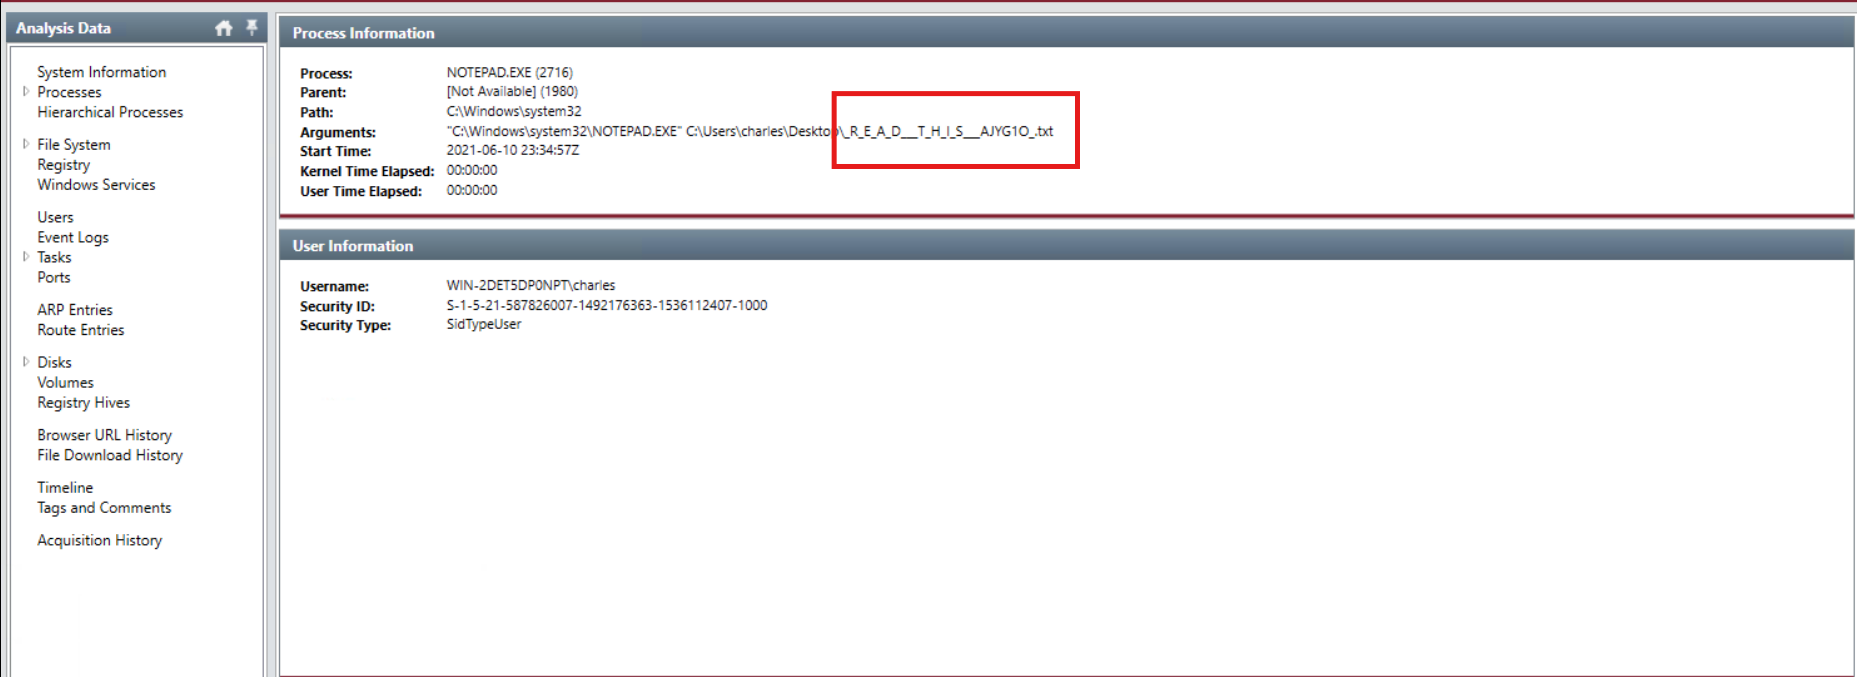 Analysis Data
System Information
Processes
Hierarchical Processes
File System
Registry
Windows Services
Users
Event Logs
Tasks
Ports
ARP Entries
Route Entries
Disks
Volumes
Registry Hives
Browser URL History
File Download History
Timeline
Tags and Comments
Acquisition History
Process Information
Process: NOTEPAD.EXE (2716)
Parent: [Not Available] (1980)
Path: C:\Windows\system32
Arguments: "C:\Windows\system32\NOTEPAD.EXE" C:\Users\charles\Desktop\_R_E_A_D___T_H_I_S___AJYG1O_.txt
Start Time: 2021-06-10 23:34:57Z
Kernel Time Elapsed: 00:00:00
User Time Elapsed: 00:00:00
User Information
Username: WIN-2DET5DP0NPT\charles
Security ID: S-1-5-21-587826007-1492176363-1536112407-1000
Security Type: SidTypeUser